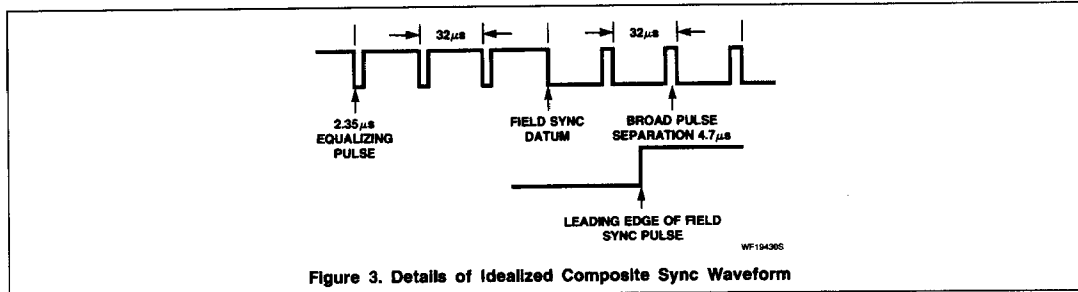 32μs
32μs
2.35μs
EQUALIZING
PULSE
FIELD SYNC
DATUM
BROAD PULSE
SEPARATION 4.7μs
LEADING EDGE OF FIELD
SYNC PULSE
WF19430S
Figure 3. Details of Idealized Composite Sync Waveform